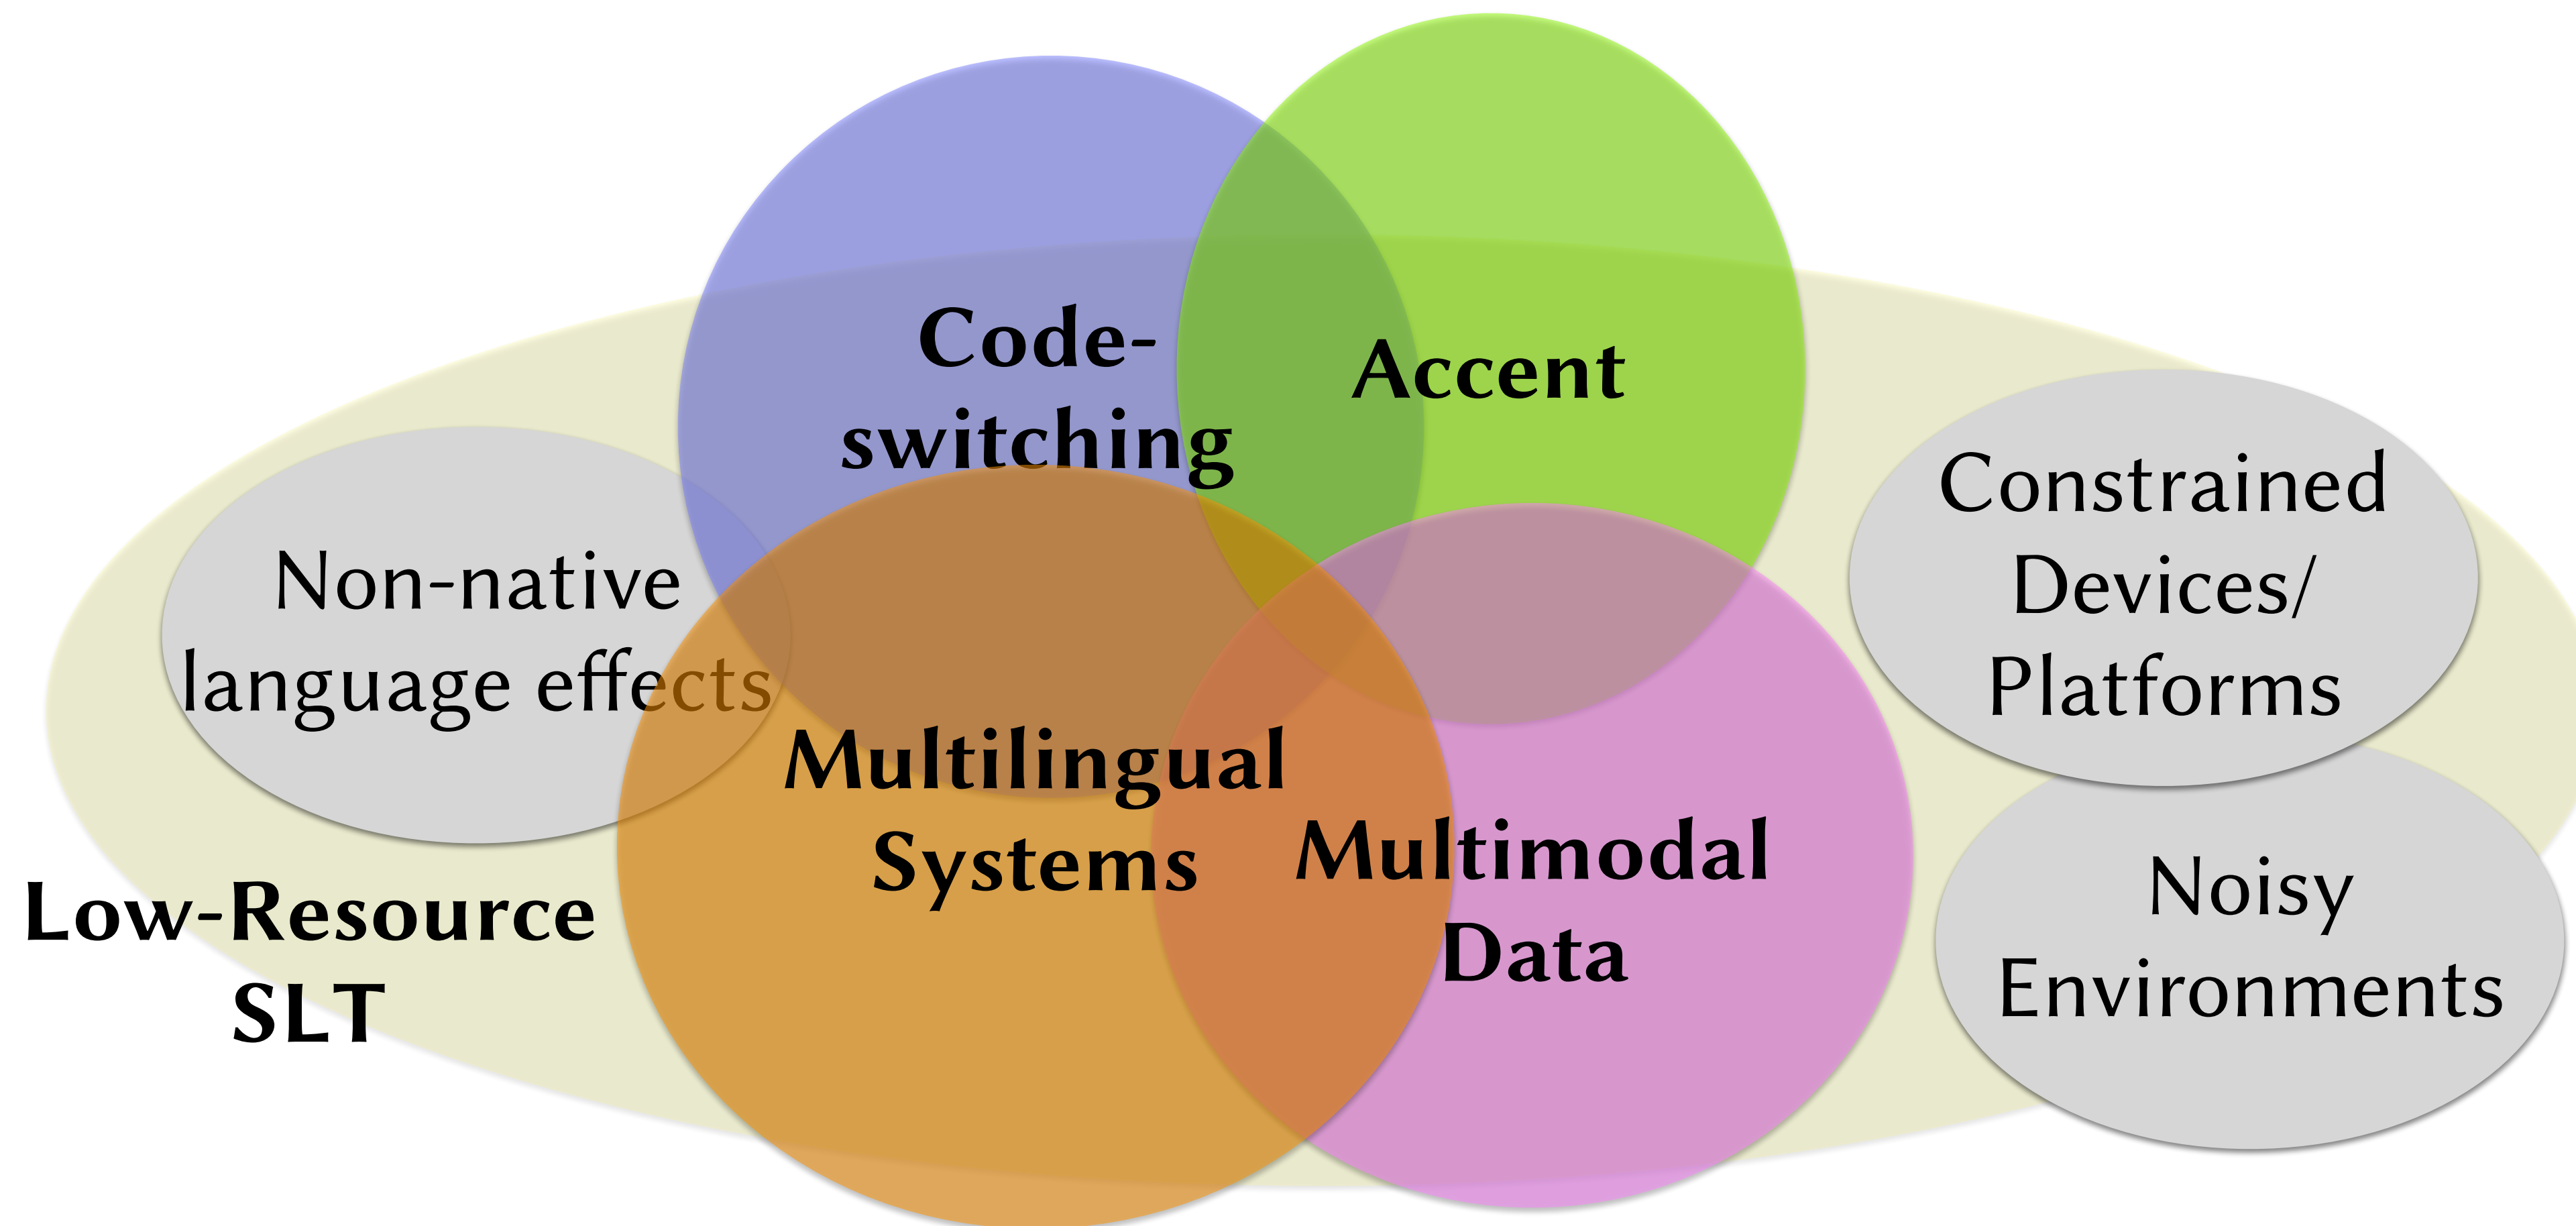 Code-
switching
Accent
Constrained
Devices/
Platforms
Non-native
language effects
Multilingual
Systems
Multimodal
Data
Low-Resource
SLT
Noisy
Environments